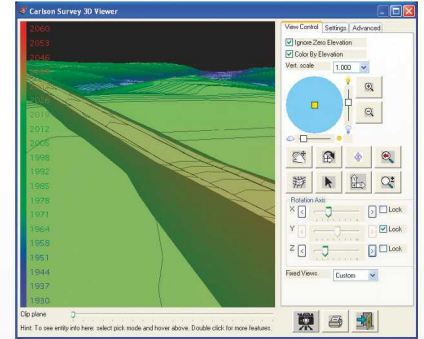 Carlson Survey 3D Viewer
View Control Settings Advanced
Ignore Zero Elevation
Color By Elevation
Vert. scale 1.000
2060
2053
2046
2019
2012
2005
1998
1992
1985
1978
1971
1964
1958
1951
1944
1937
1930
Rotation Axis
X < > Lock
Y < > Lock
Z < > Lock
Fixed Views Custom
Clip plane
Hint: To see entity info here: select pick mode and hover above. Double click for more features.